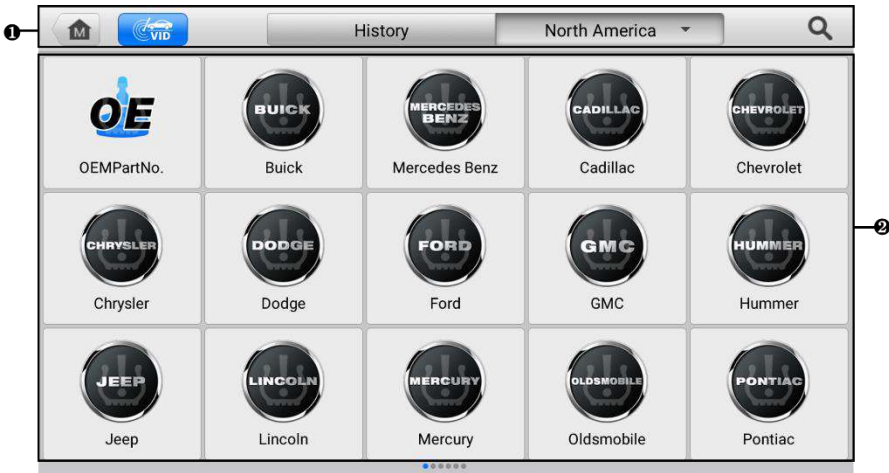 ❶
M
VID
History
North America
❷
OE
BUICK
MERCEDES
BENZ
CADILLAC
CHEVROLET
OEMPartNo.
Buick
Mercedes Benz
Cadillac
Chevrolet
CHRYSLER
DODGE
FORD
GMC
HUMMER
Chrysler
Dodge
Ford
GMC
Hummer
JEEP
LINCOLN
MERCURY
OLDSMOBILE
PONTIAC
Jeep
Lincoln
Mercury
Oldsmobile
Pontiac